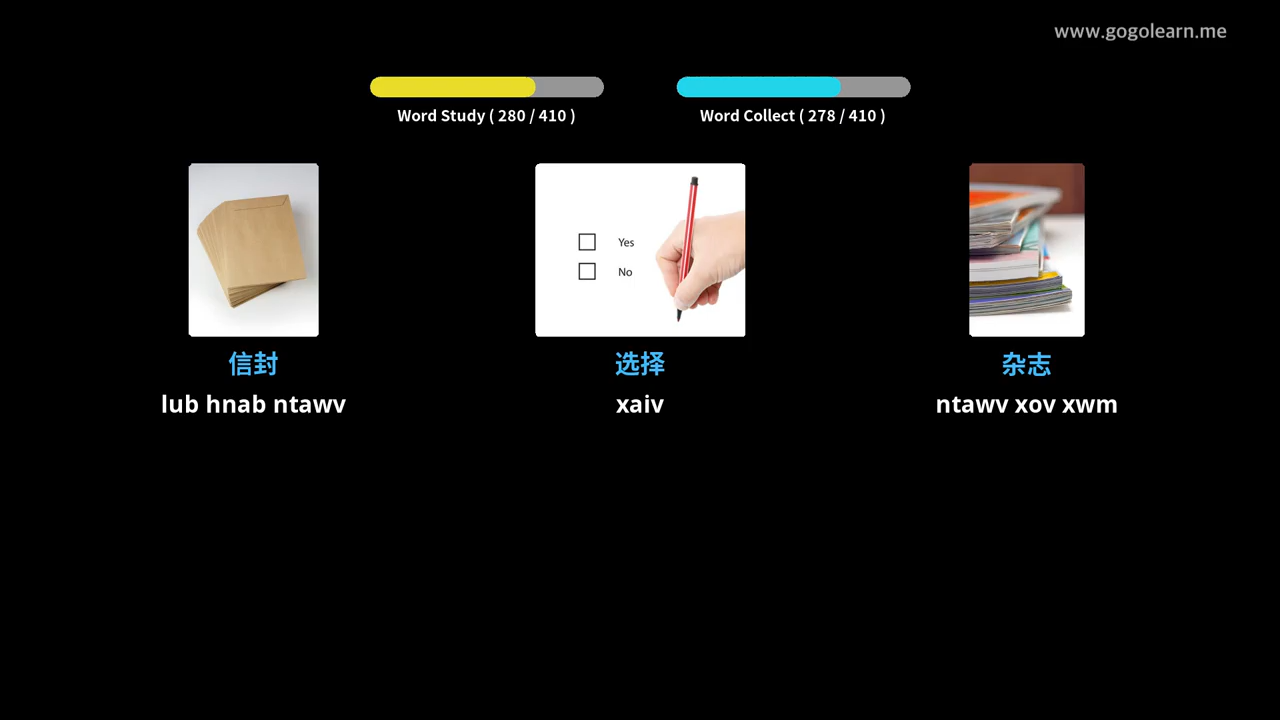 www.gogolearn.me
Word Study ( 280 / 410 )
Word Collect ( 278 / 410 )
Yes
No
信封
选择
杂志
lub hnab ntawv
xaiv
ntawv xov xwm